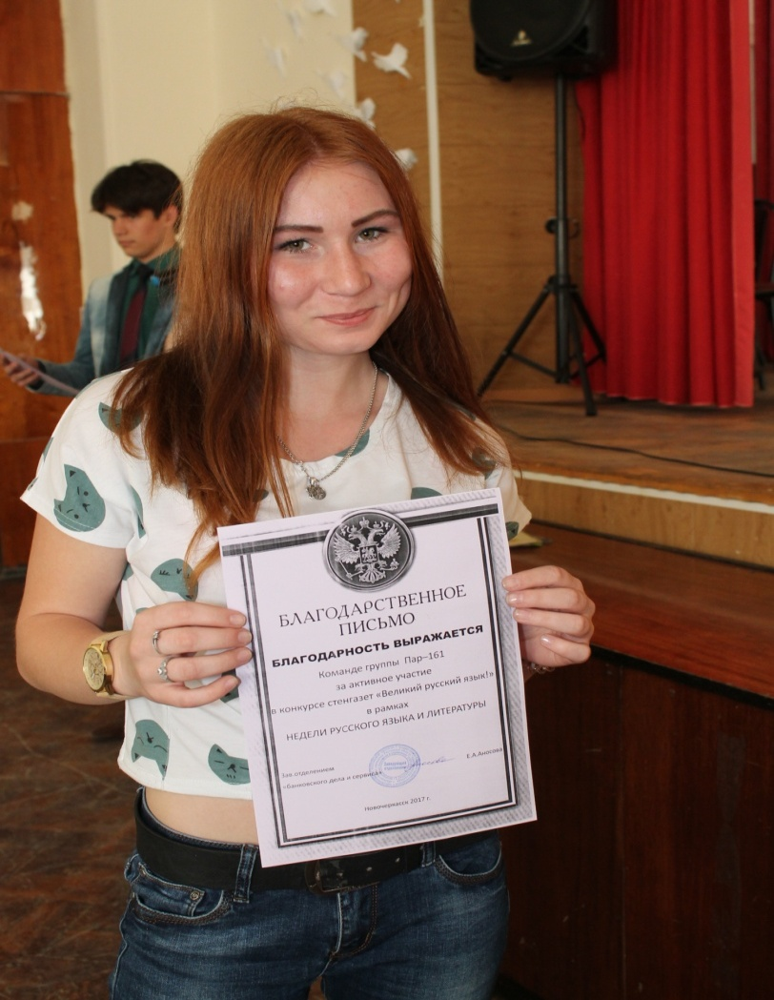 БЛАГОДАРСТВЕННОЕ
ПИСЬМО
БЛАГОДАРНОСТЬ ВЫРАЖАЕТСЯ
Команде группы Пар–161
за активное участие
в конкурсе стенгазет «Великий русский язык!»
в рамках
НЕДЕЛИ РУССКОГО ЯЗЫКА И ЛИТЕРАТУРЫ
Зав отделением
«банковского дела и сервиса» Е.А.Аносова
Новочеркасск 2017 г.